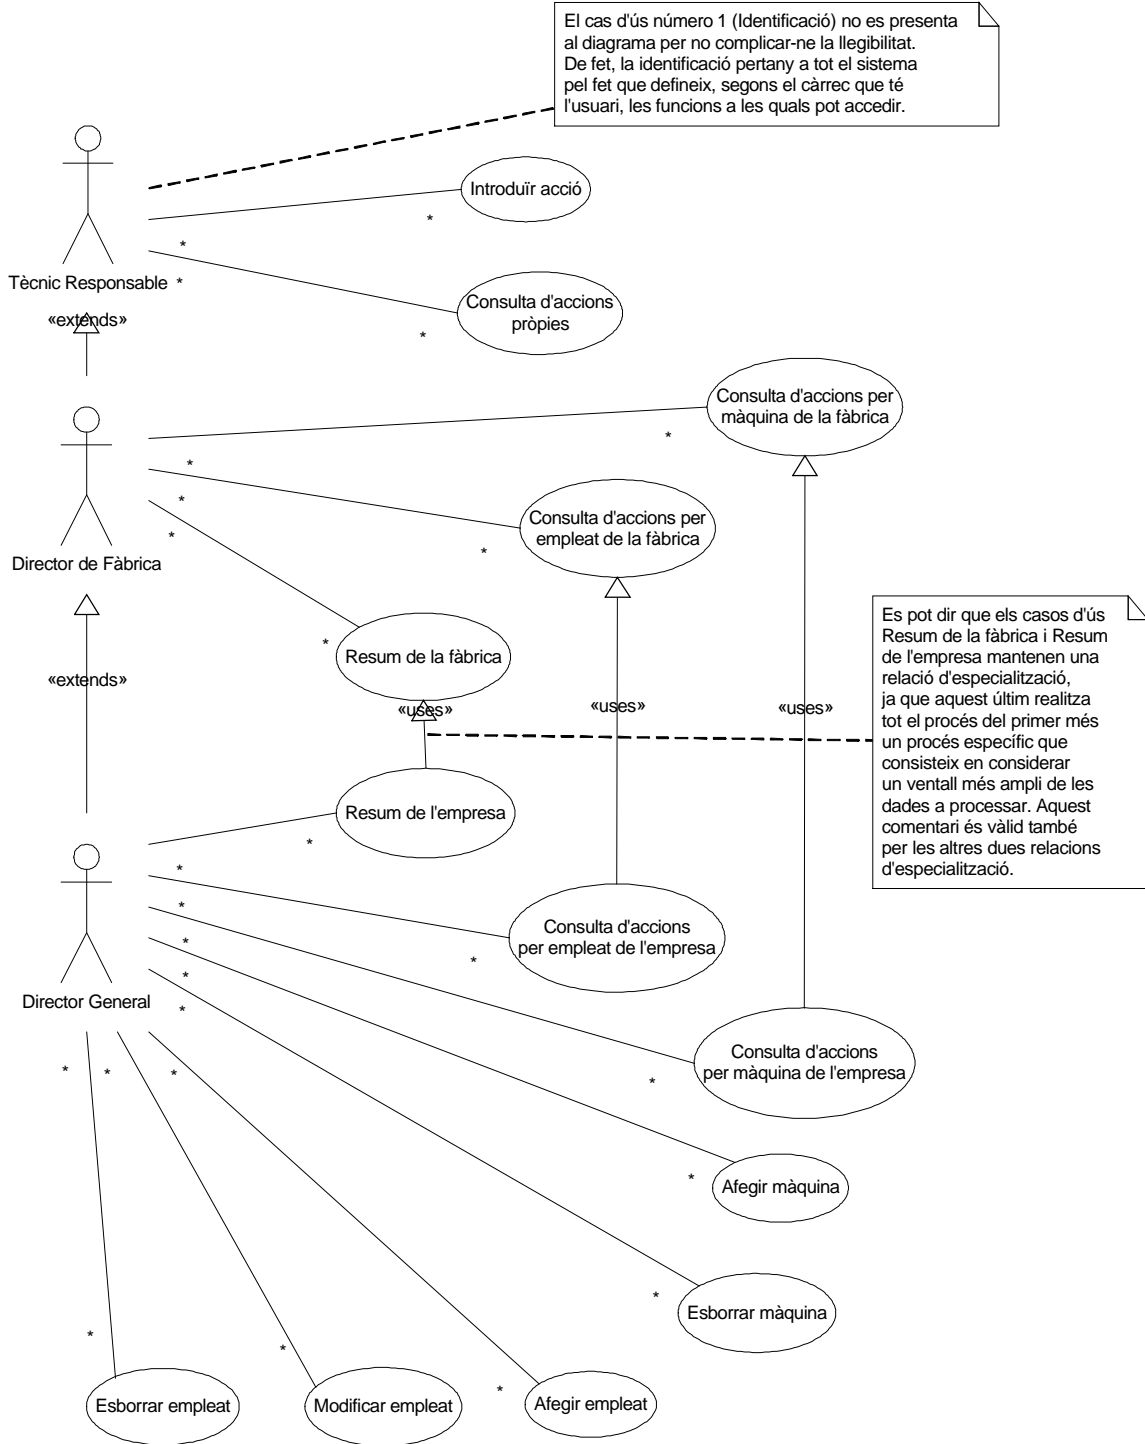 El cas d'ús número 1 (Identificació) no es presenta
al diagrama per no complicar-ne la llegibilitat.
De fet, la identificació pertany a tot el sistema
pel fet que defineix, segons el càrrec que té
l'usuari, les funcions a les quals pot accedir.
Introduïr acció
*
*
Tècnic Responsable
*
Consulta d'accions
pròpies
*
«extends»
Consulta d'accions per
màquina de la fàbrica
*
*
Consulta d'accions per
empleat de la fàbrica
*
*
*
Director de Fàbrica
Resum de la fàbrica
*
Es pot dir que els casos d'ús
Resum de la fàbrica i Resum
de l'empresa mantenen una
relació d'especialització,
ja que aquest últim realitza
tot el procés del primer més
un procés específic que
consisteix en considerar
un ventall més ampli de les
dades a processar. Aquest
comentari és vàlid també
per les altres dues relacions
d'especialització.
«extends»
«uses»
«uses»
«uses»
Resum de l'empresa
*
*
*
*
*
*
Consulta d'accions
per empleat de l'empresa
*
Director General
Consulta d'accions
per màquina de l'empresa
*
*
*
*
Afegir màquina
*
Esborrar màquina
*
*
*
*
Esborrar empleat
Modificar empleat
Afegir empleat